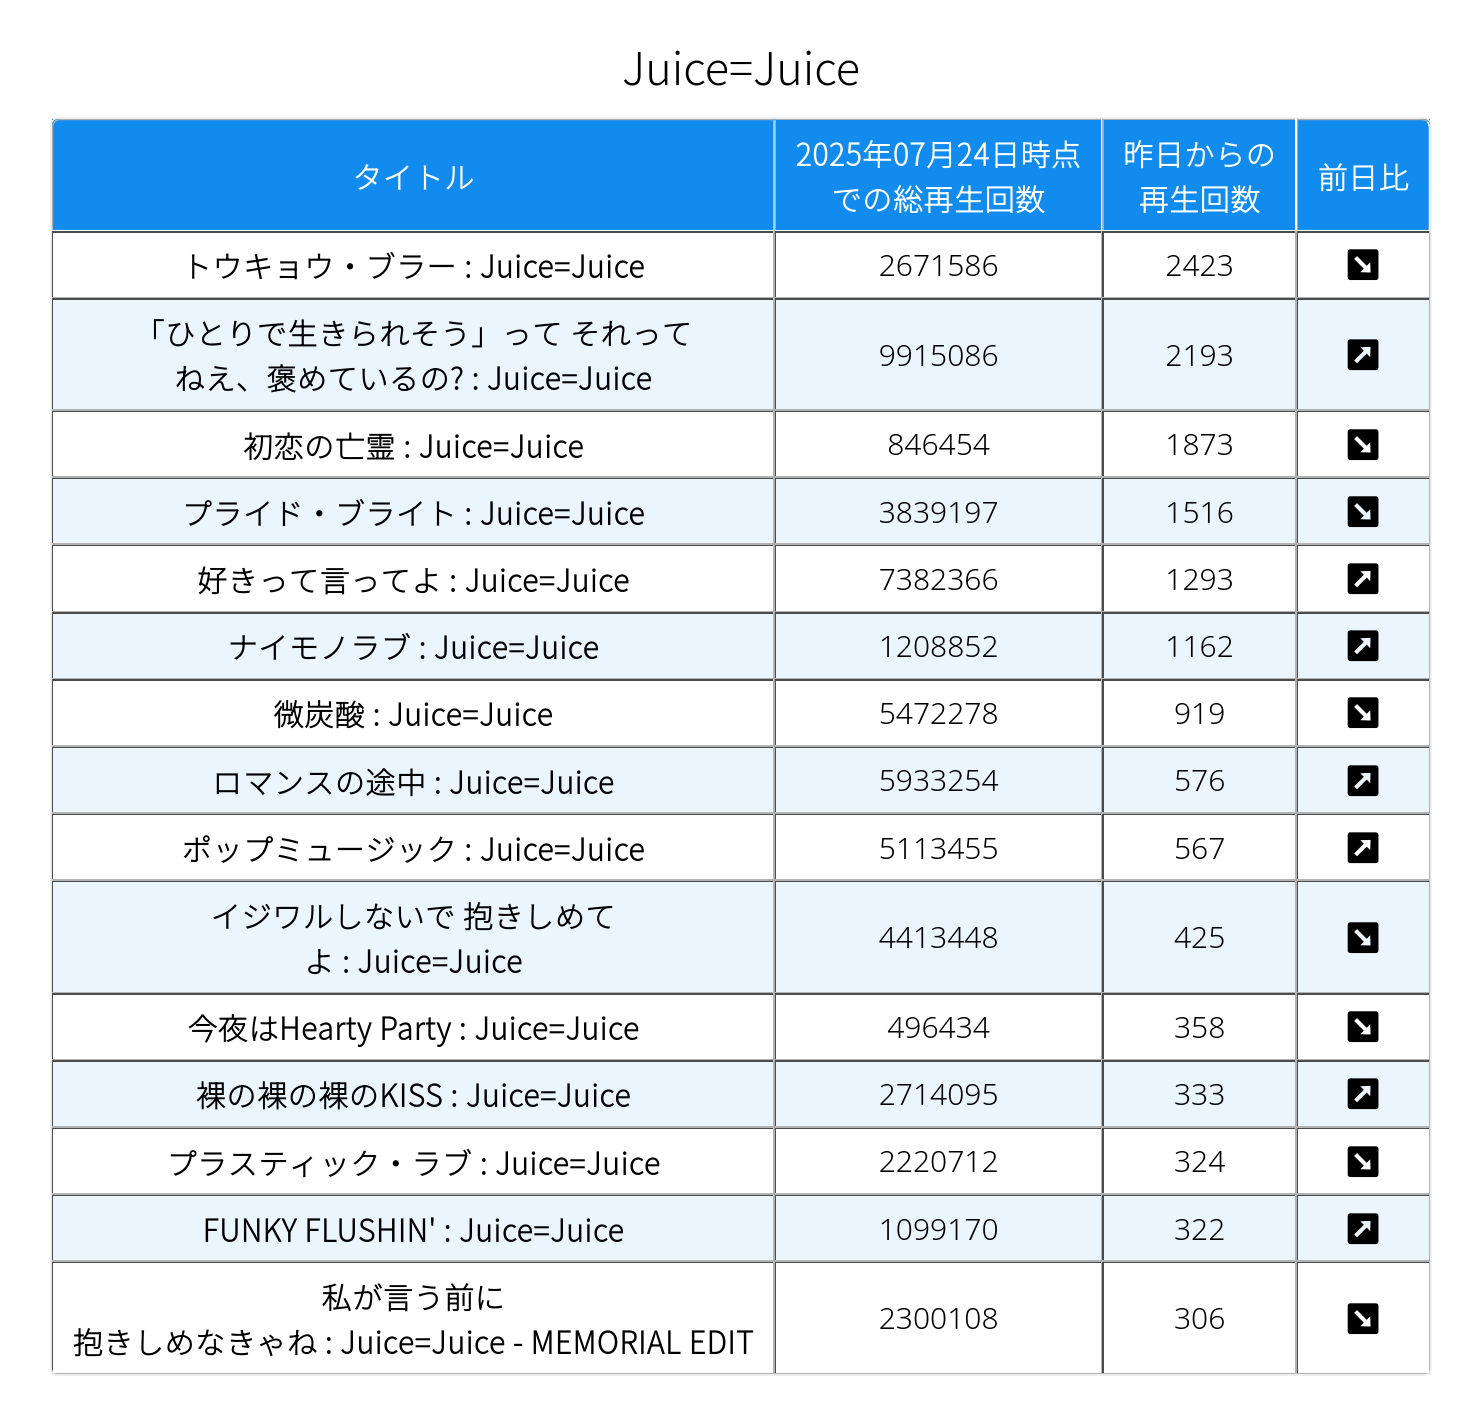 Juice=Juice
タイトル
2025年07月24日時点
での総再生回数
昨日からの
再生回数
前日比
トウキョウ・ブラー : Juice=Juice
2671586
2423
「ひとりで生きられそう」って それって
ねえ、褒めているの? : Juice=Juice
9915086
2193
初恋の亡霊 : Juice=Juice
846454
1873
プライド・ブライト : Juice=Juice
3839197
1516
好きって言ってよ : Juice=Juice
7382366
1293
ナイモノラブ : Juice=Juice
1208852
1162
微炭酸 : Juice=Juice
5472278
919
ロマンスの途中 : Juice=Juice
5933254
576
ポップミュージック : Juice=Juice
5113455
567
イジワルしないで 抱きしめて
よ : Juice=Juice
4413448
425
今夜はHearty Party : Juice=Juice
496434
358
裸の裸の裸のKISS : Juice=Juice
2714095
333
プラスティック・ラブ : Juice=Juice
2220712
324
FUNKY FLUSHIN' : Juice=Juice
1099170
322
私が言う前に
抱きしめなきゃね : Juice=Juice - MEMORIAL EDIT
2300108
306